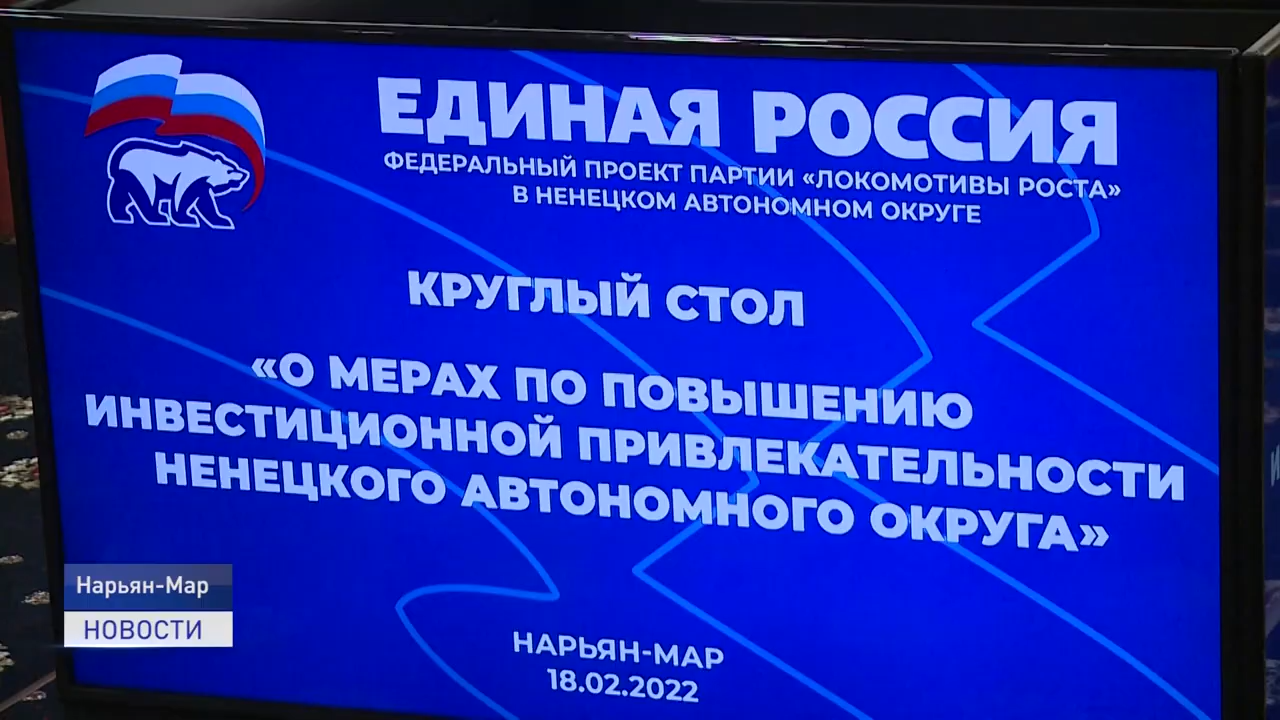 ЕДИНАЯ РОССИЯ
ФЕДЕРАЛЬНЫЙ ПРОЕКТ ПАРТИИ «ЛОКОМОТИВЫ РОСТА»
В НЕНЕЦКОМ АВТОНОМНОМ ОКРУГЕ
КРУГЛЫЙ СТОЛ
«О МЕРАХ ПО ПОВЫШЕНИЮ
ИНВЕСТИЦИОННОЙ ПРИВЛЕКАТЕЛЬНОСТИ
НЕНЕЦКОГО АВТОНОМНОГО ОКРУГА»
НАРЬЯН-МАР
18.02.2022
Нарьян-Мар
НОВОСТИ